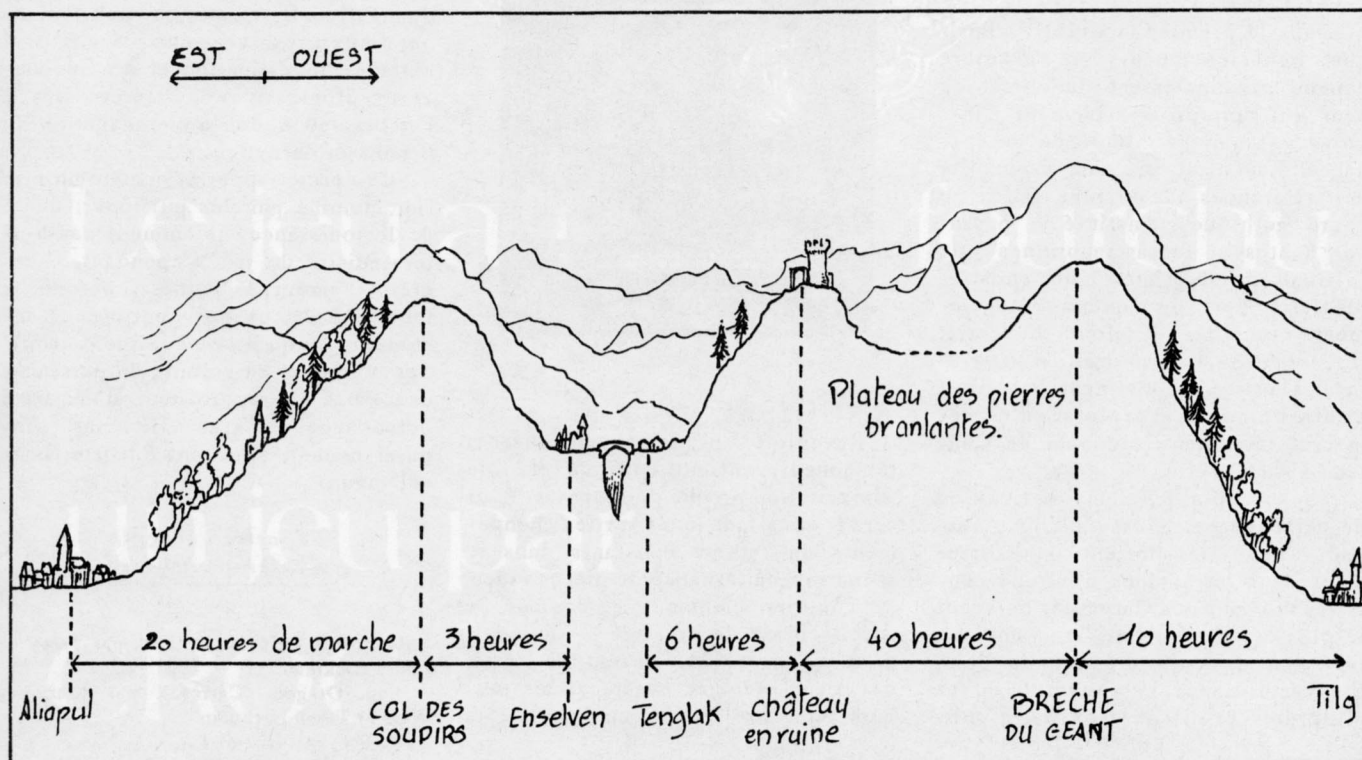 EST OUEST
Plateau des pierres
branlantes
20 heures de marche 3 heures 6 heures 40 heures 10 heures
Aliapul COL DES SOUPIRS Enselven Tenglak château en ruine BRECHE DU GEANT Tilg